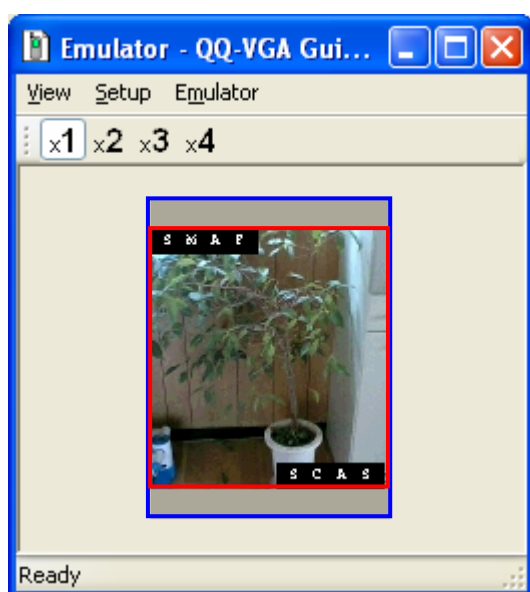 Emulator - QQ-VGA Gui...
View Setup Emulator
x1 x2 x3 x4
S M A F
S C A S
Ready